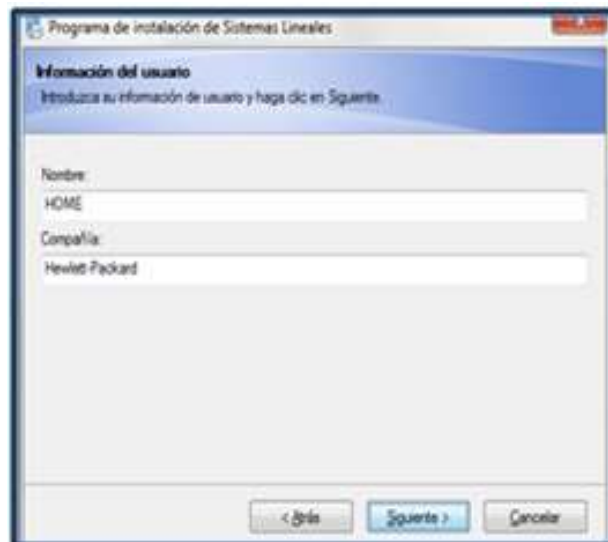 Programa de instalación de Sistemas Lineales
Información del usuario
Introduzca su información de usuario y haga clic en Siguiente.
Nombre:
HOME
Compañía:
Hewlett-Packard
< Atrás
Siguiente >
Cancelar